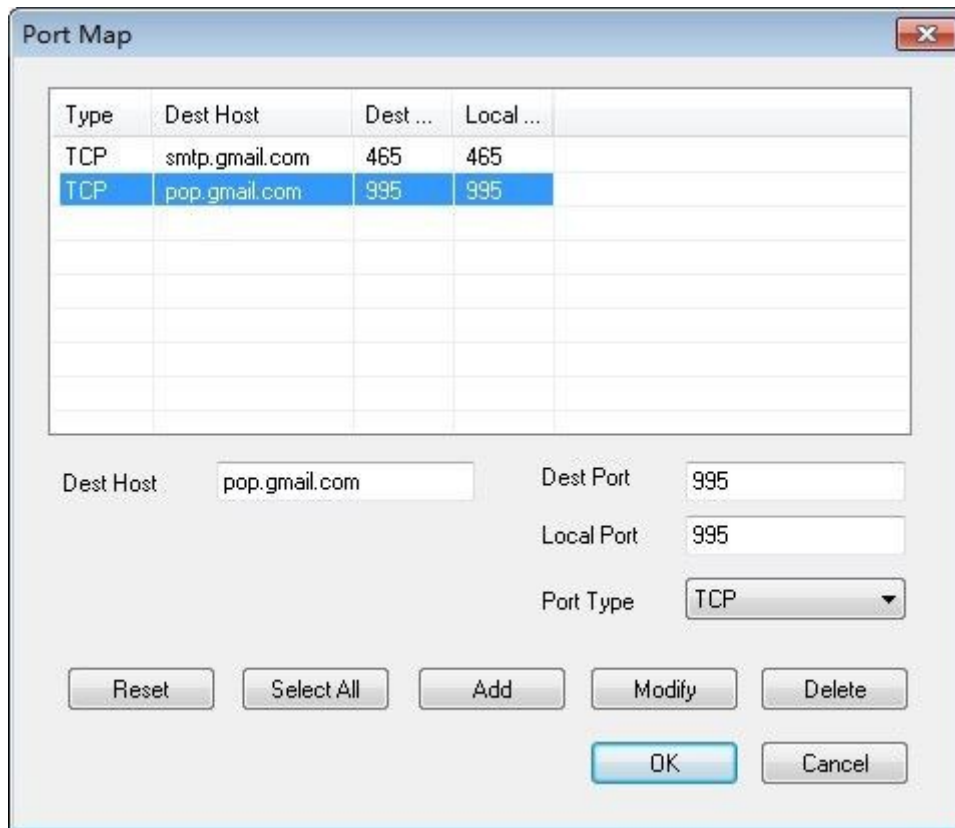 Port Map
Type Dest Host Dest ... Local ...
TCP smtp.gmail.com 465 465
TCP pop.gmail.com 995 995
Dest Host pop.gmail.com Dest Port 995
Local Port 995
Port Type TCP
Reset Select All Add Modify Delete
OK Cancel